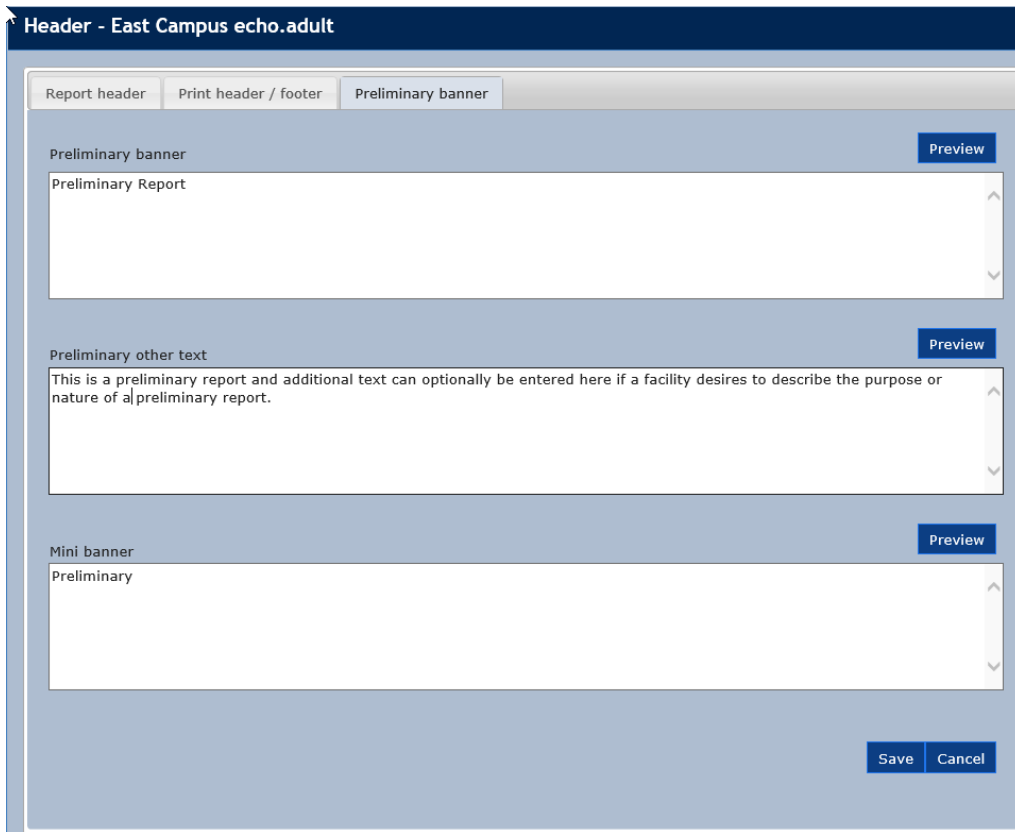 Header - East Campus echo.adult
Report header
Print header / footer
Preliminary banner
Preliminary banner
Preview
Preliminary Report
Preliminary other text
Preview
This is a preliminary report and additional text can optionally be entered here if a facility desires to describe the purpose or
nature of a preliminary report.
Mini banner
Preview
Preliminary
Save
Cancel